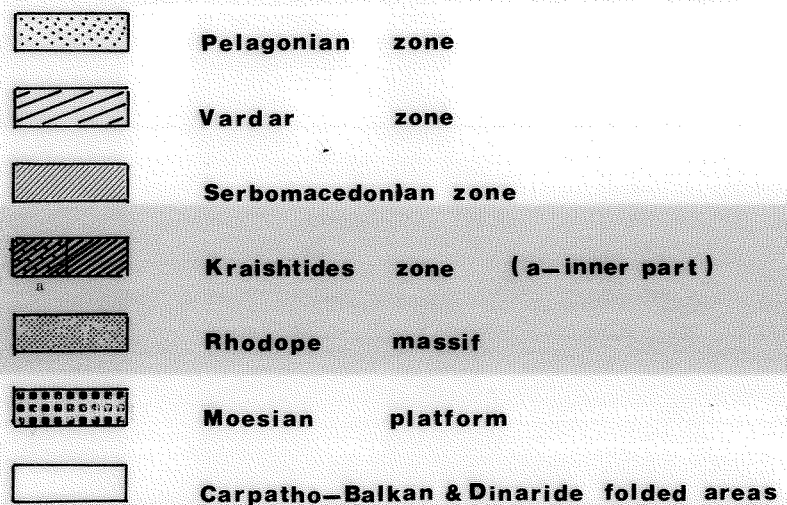 Pelagonian zone
Vardar zone
Serbomacedonian zone
Kraishtides zone (a—inner part)
a
Rhodope massif
Moesian platform
Carpatho—Balkan & Dinaride folded areas